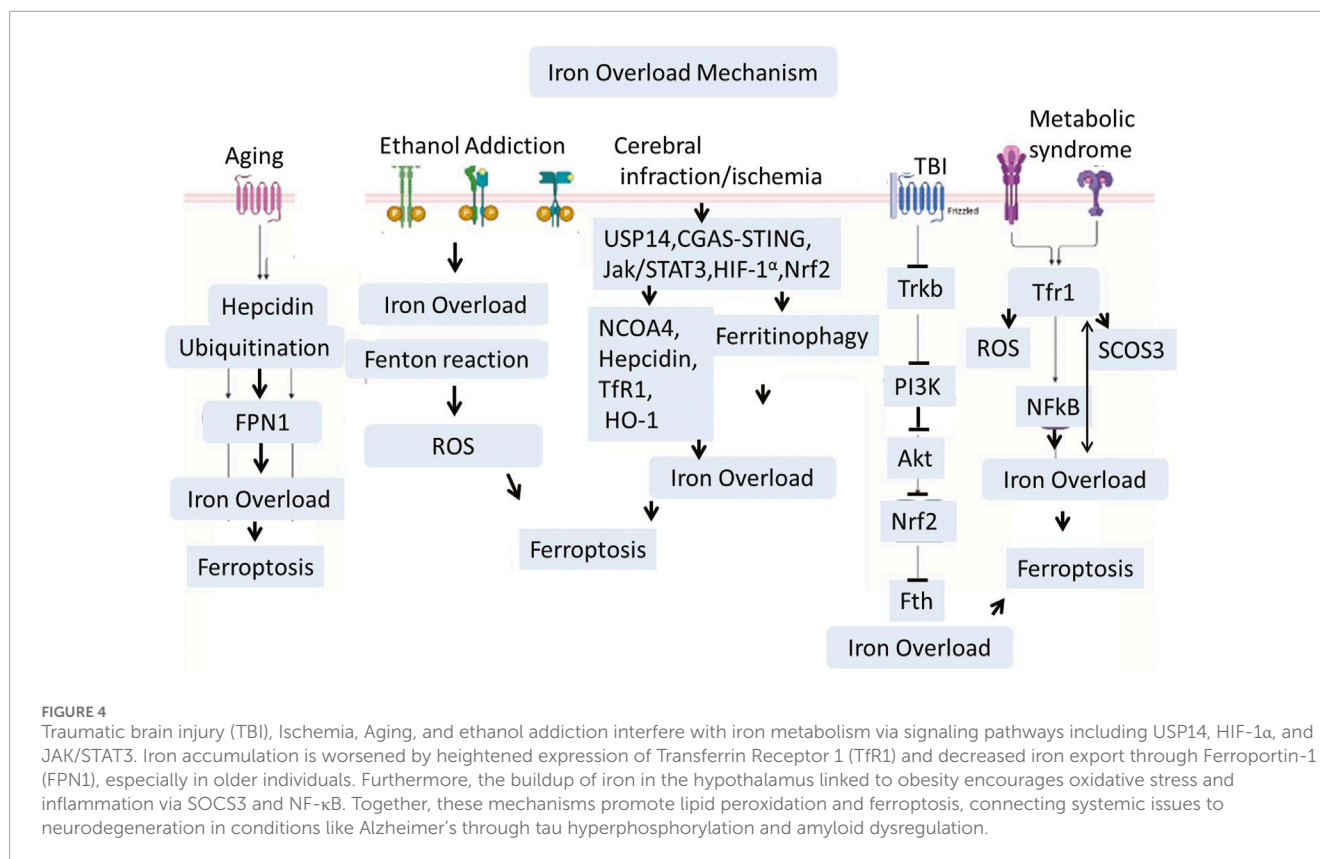 Iron Overload Mechanism
Aging
Hepcidin
Ubiquitination
FPN1
Iron Overload
Ferroptosis
Ethanol Addiction
P P
P P
P P
Iron Overload
Fenton reaction
ROS
Cerebral
infraction/ischemia
USP14,CGAS-STING,
Jak/STAT3,HIF-1α,Nrf2
NCOA4,
Hepcidin,
TfR1,
HO-1
Ferritinophagy
Iron Overload
Ferroptosis
TBI
Frizzled
Trkb
PI3K
Akt
Nrf2
Fth
Iron Overload
Metabolic
syndrome
Tfr1
ROS
SCOS3
NFkB
Iron Overload
Ferroptosis
FIGURE 4
Traumatic brain injury (TBI), Ischemia, Aging, and ethanol addiction interfere with iron metabolism via signaling pathways including USP14, HIF-1α, and
JAK/STAT3. Iron accumulation is worsened by heightened expression of Transferrin Receptor 1 (TfR1) and decreased iron export through Ferroportin-1
(FPN1), especially in older individuals. Furthermore, the buildup of iron in the hypothalamus linked to obesity encourages oxidative stress and
inflammation via SOCS3 and NF-κB. Together, these mechanisms promote lipid peroxidation and ferroptosis, connecting systemic issues to
neurodegeneration in conditions like Alzheimer's through tau hyperphosphorylation and amyloid dysregulation.